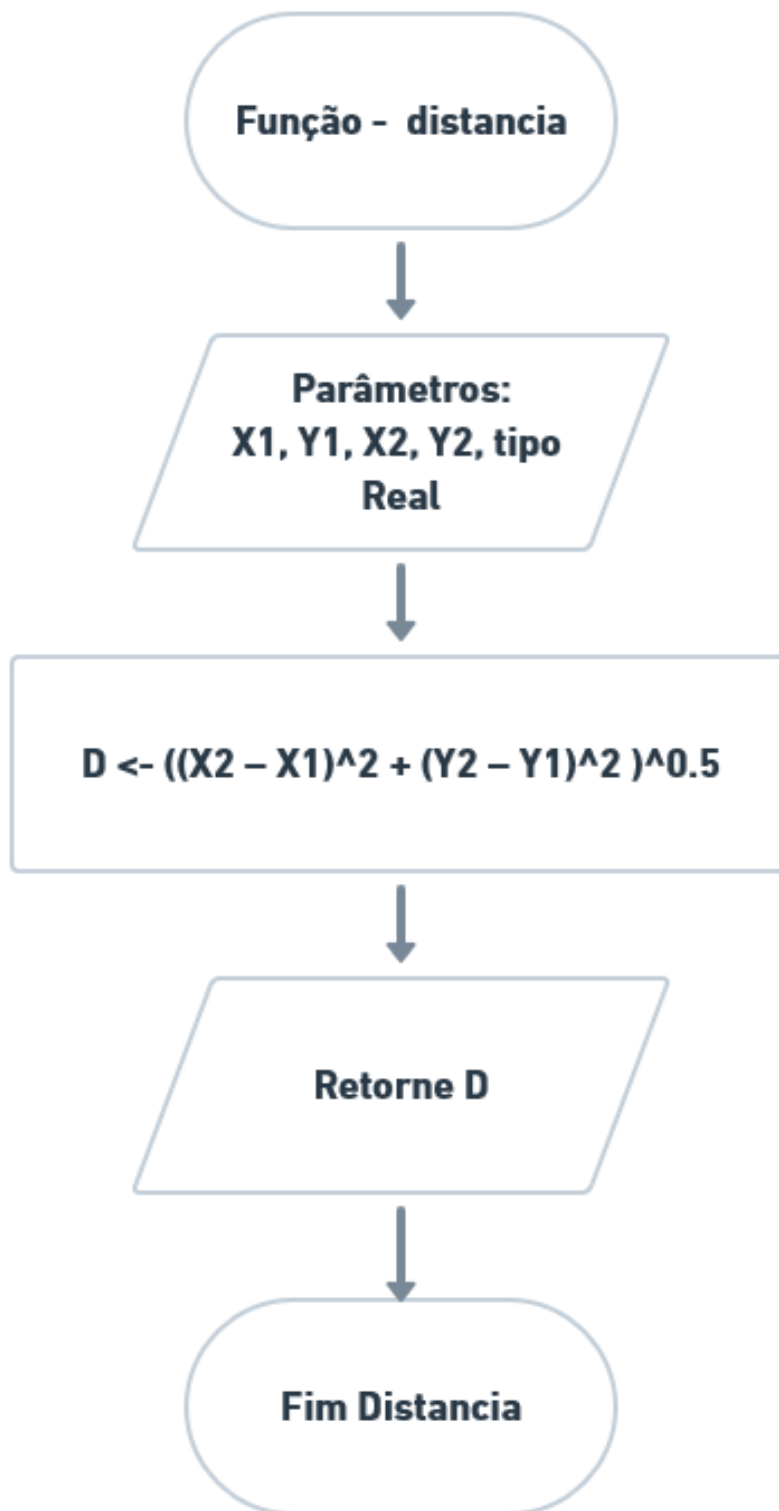 Função - distancia
Parâmetros:
X1, Y1, X2, Y2, tipo
Real
D <- ((X2 – X1)^2 + (Y2 – Y1)^2 )^0.5
Retorne D
Fim Distancia